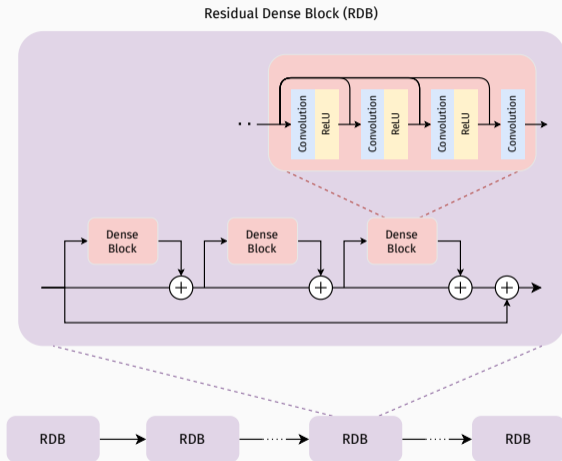 Residual Dense Block (RDB)
Convolution
ReLU
Convolution
ReLU
Convolution
ReLU
Convolution
Dense
Block
Dense
Block
Dense
Block
RDB
RDB
RDB
RDB